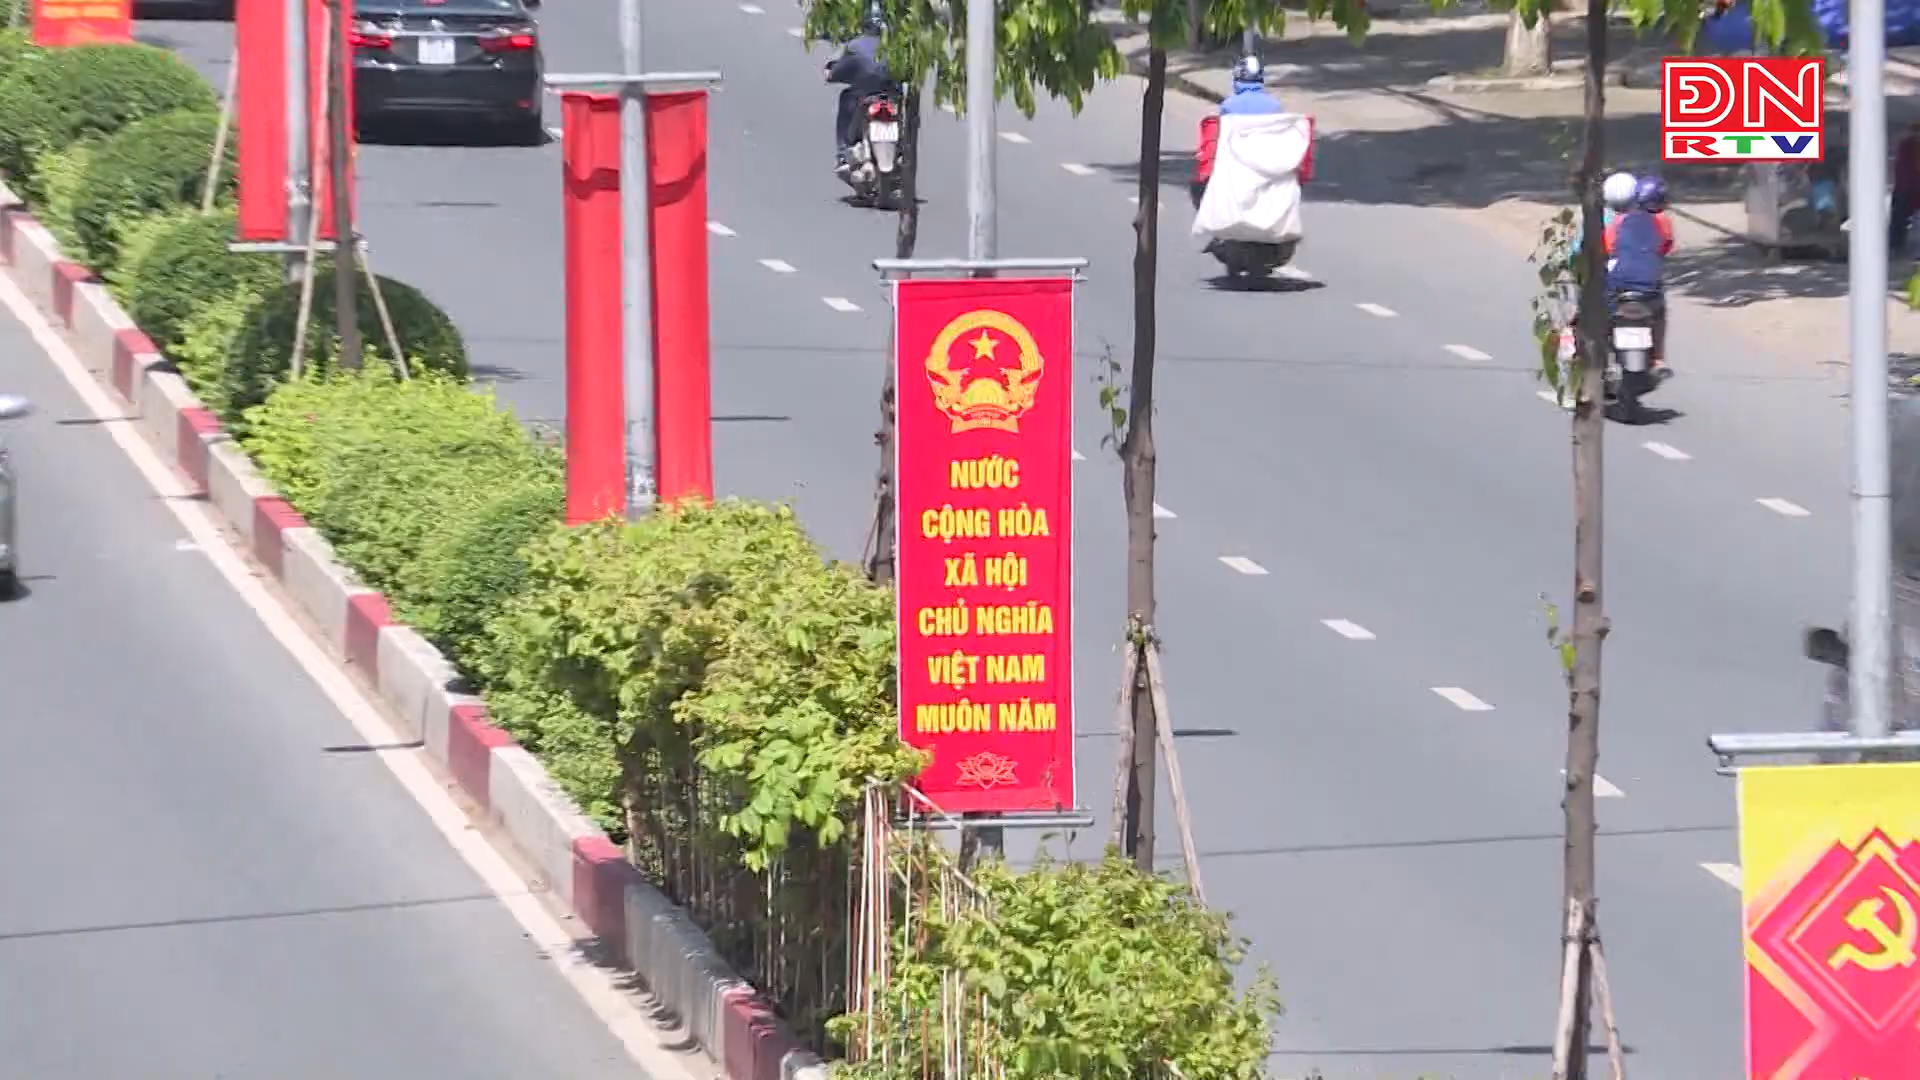 ĐN
RTV
NƯỚC
CỘNG HÒA
XÃ HỘI
CHỦ NGHĨA
VIỆT NAM
MUÔN NĂM